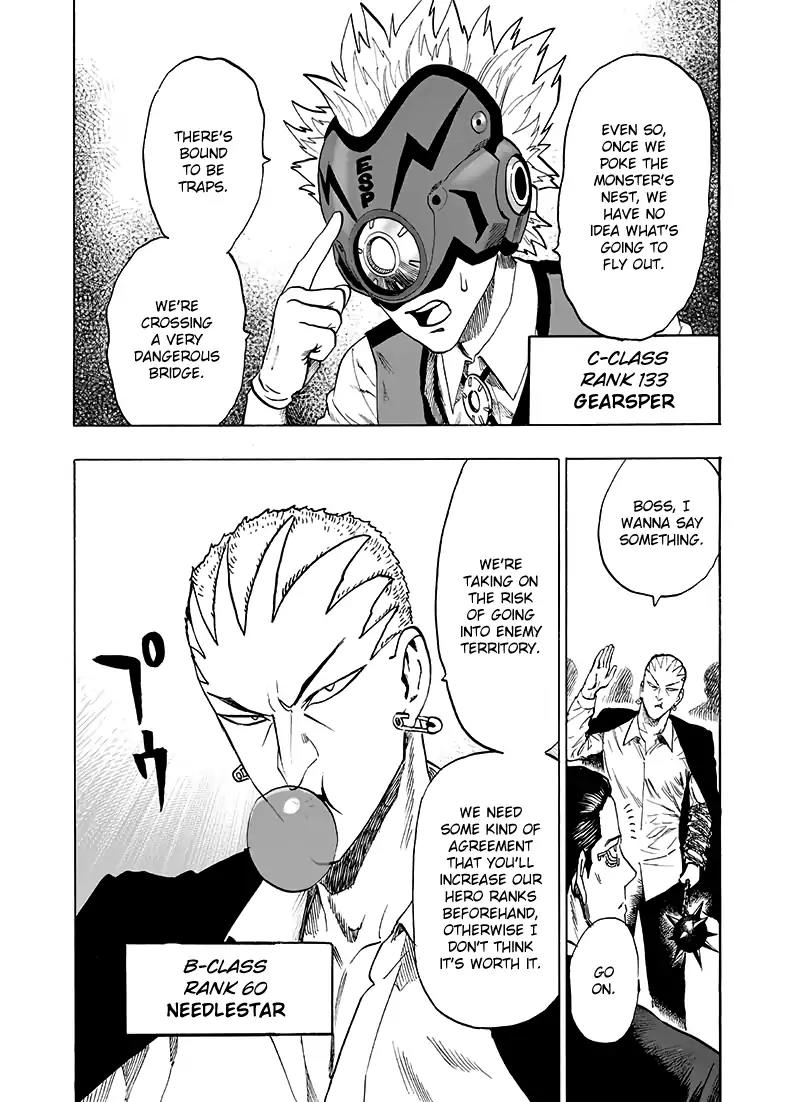 EVEN SO,
ONCE WE
POKE THE
MONSTER'S
NEST, WE
HAVE NO
IDEA WHAT'S
GOING TO
FLY OUT.
ESP
THERE'S
BOUND
TO BE
TRAPS.
WE'RE
CROSSING
A VERY
DANGEROUS
BRIDGE.
C-CLASS
RANK 133
GEARSPER
BOSS, I
WANNA SAY
SOMETHING.
GO
ON.
WE'RE
TAKING ON
THE RISK
OF GOING
INTO ENEMY
TERRITORY.
WE NEED
SOME KIND OF
AGREEMENT
THAT YOU'LL
INCREASE OUR
HERO RANKS
BEFOREHAND,
OTHERWISE I
DON'T THINK
IT'S WORTH IT.
プゥ
B-CLASS
RANK 60
NEEDLESTAR